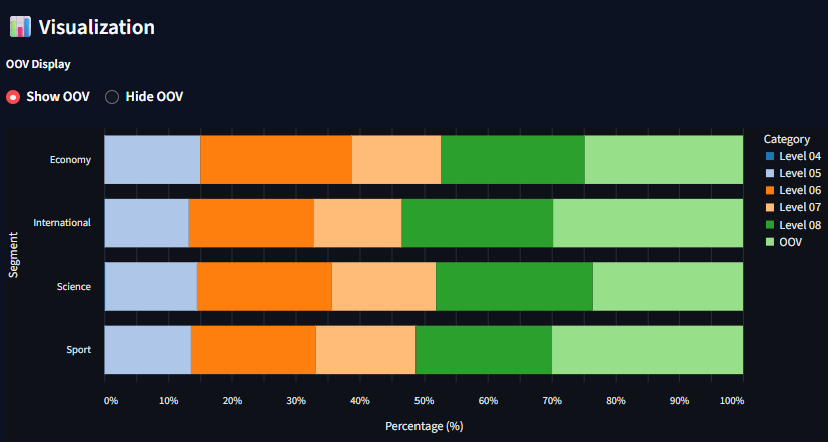 Visualization
OOV Display
Show OOV
Hide OOV
Category
Level 04
Level 05
Level 06
Level 07
Level 08
OOV
Segment
Economy
International
Science
Sport
0% 10% 20% 30% 40% 50% 60% 70% 80% 90% 100%
Percentage (%)